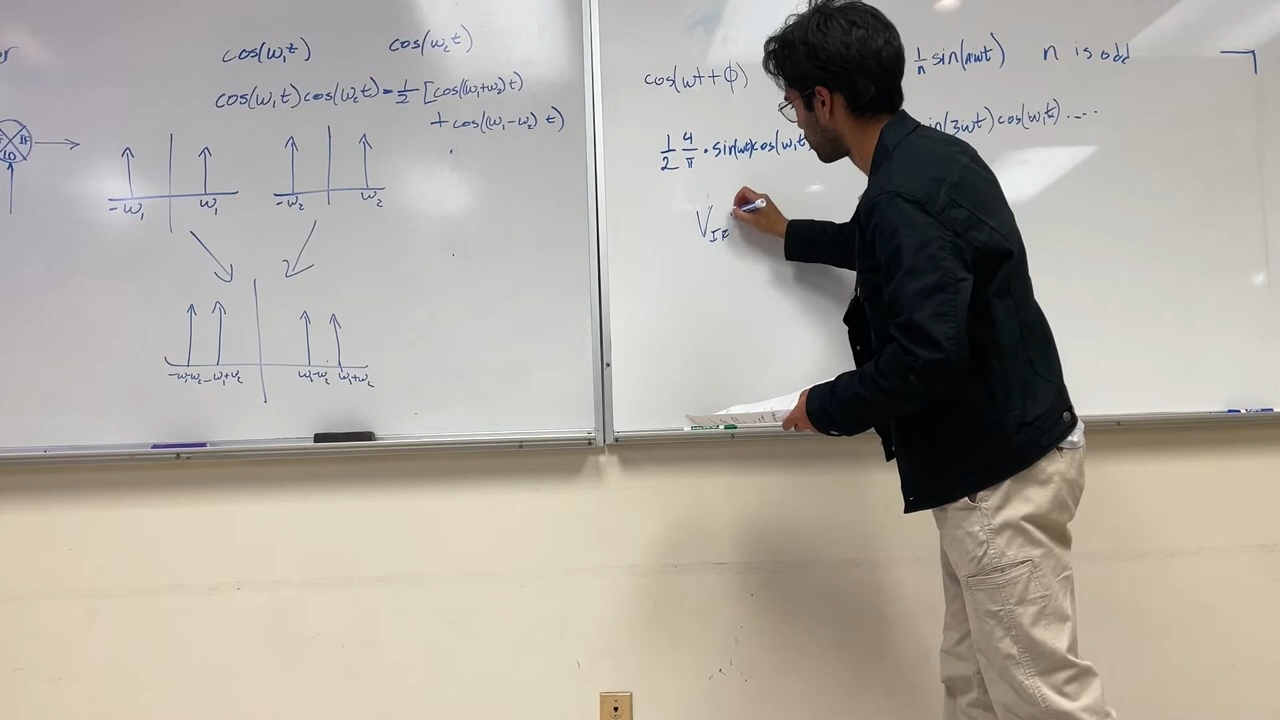 cos(ω₁t) cos(ω₂t)
cos(ω₁t)cos(ω₂t)=1/2 [cos((ω₁+ω₂)t)
+cos((ω₁-ω₂)t)]
IF
LO
-ω₁ ω₁ -ω₂ ω₂
-ω₁-ω₂ -ω₁+ω₂ ω₁-ω₂ ω₁+ω₂
cos(ωt+ϕ) 1/n sin(nωt) n is odd
1/2 4/π · sin(ωt)cos(ω₁t) sin(3ωt)cos(ω₁t)....
V_IF